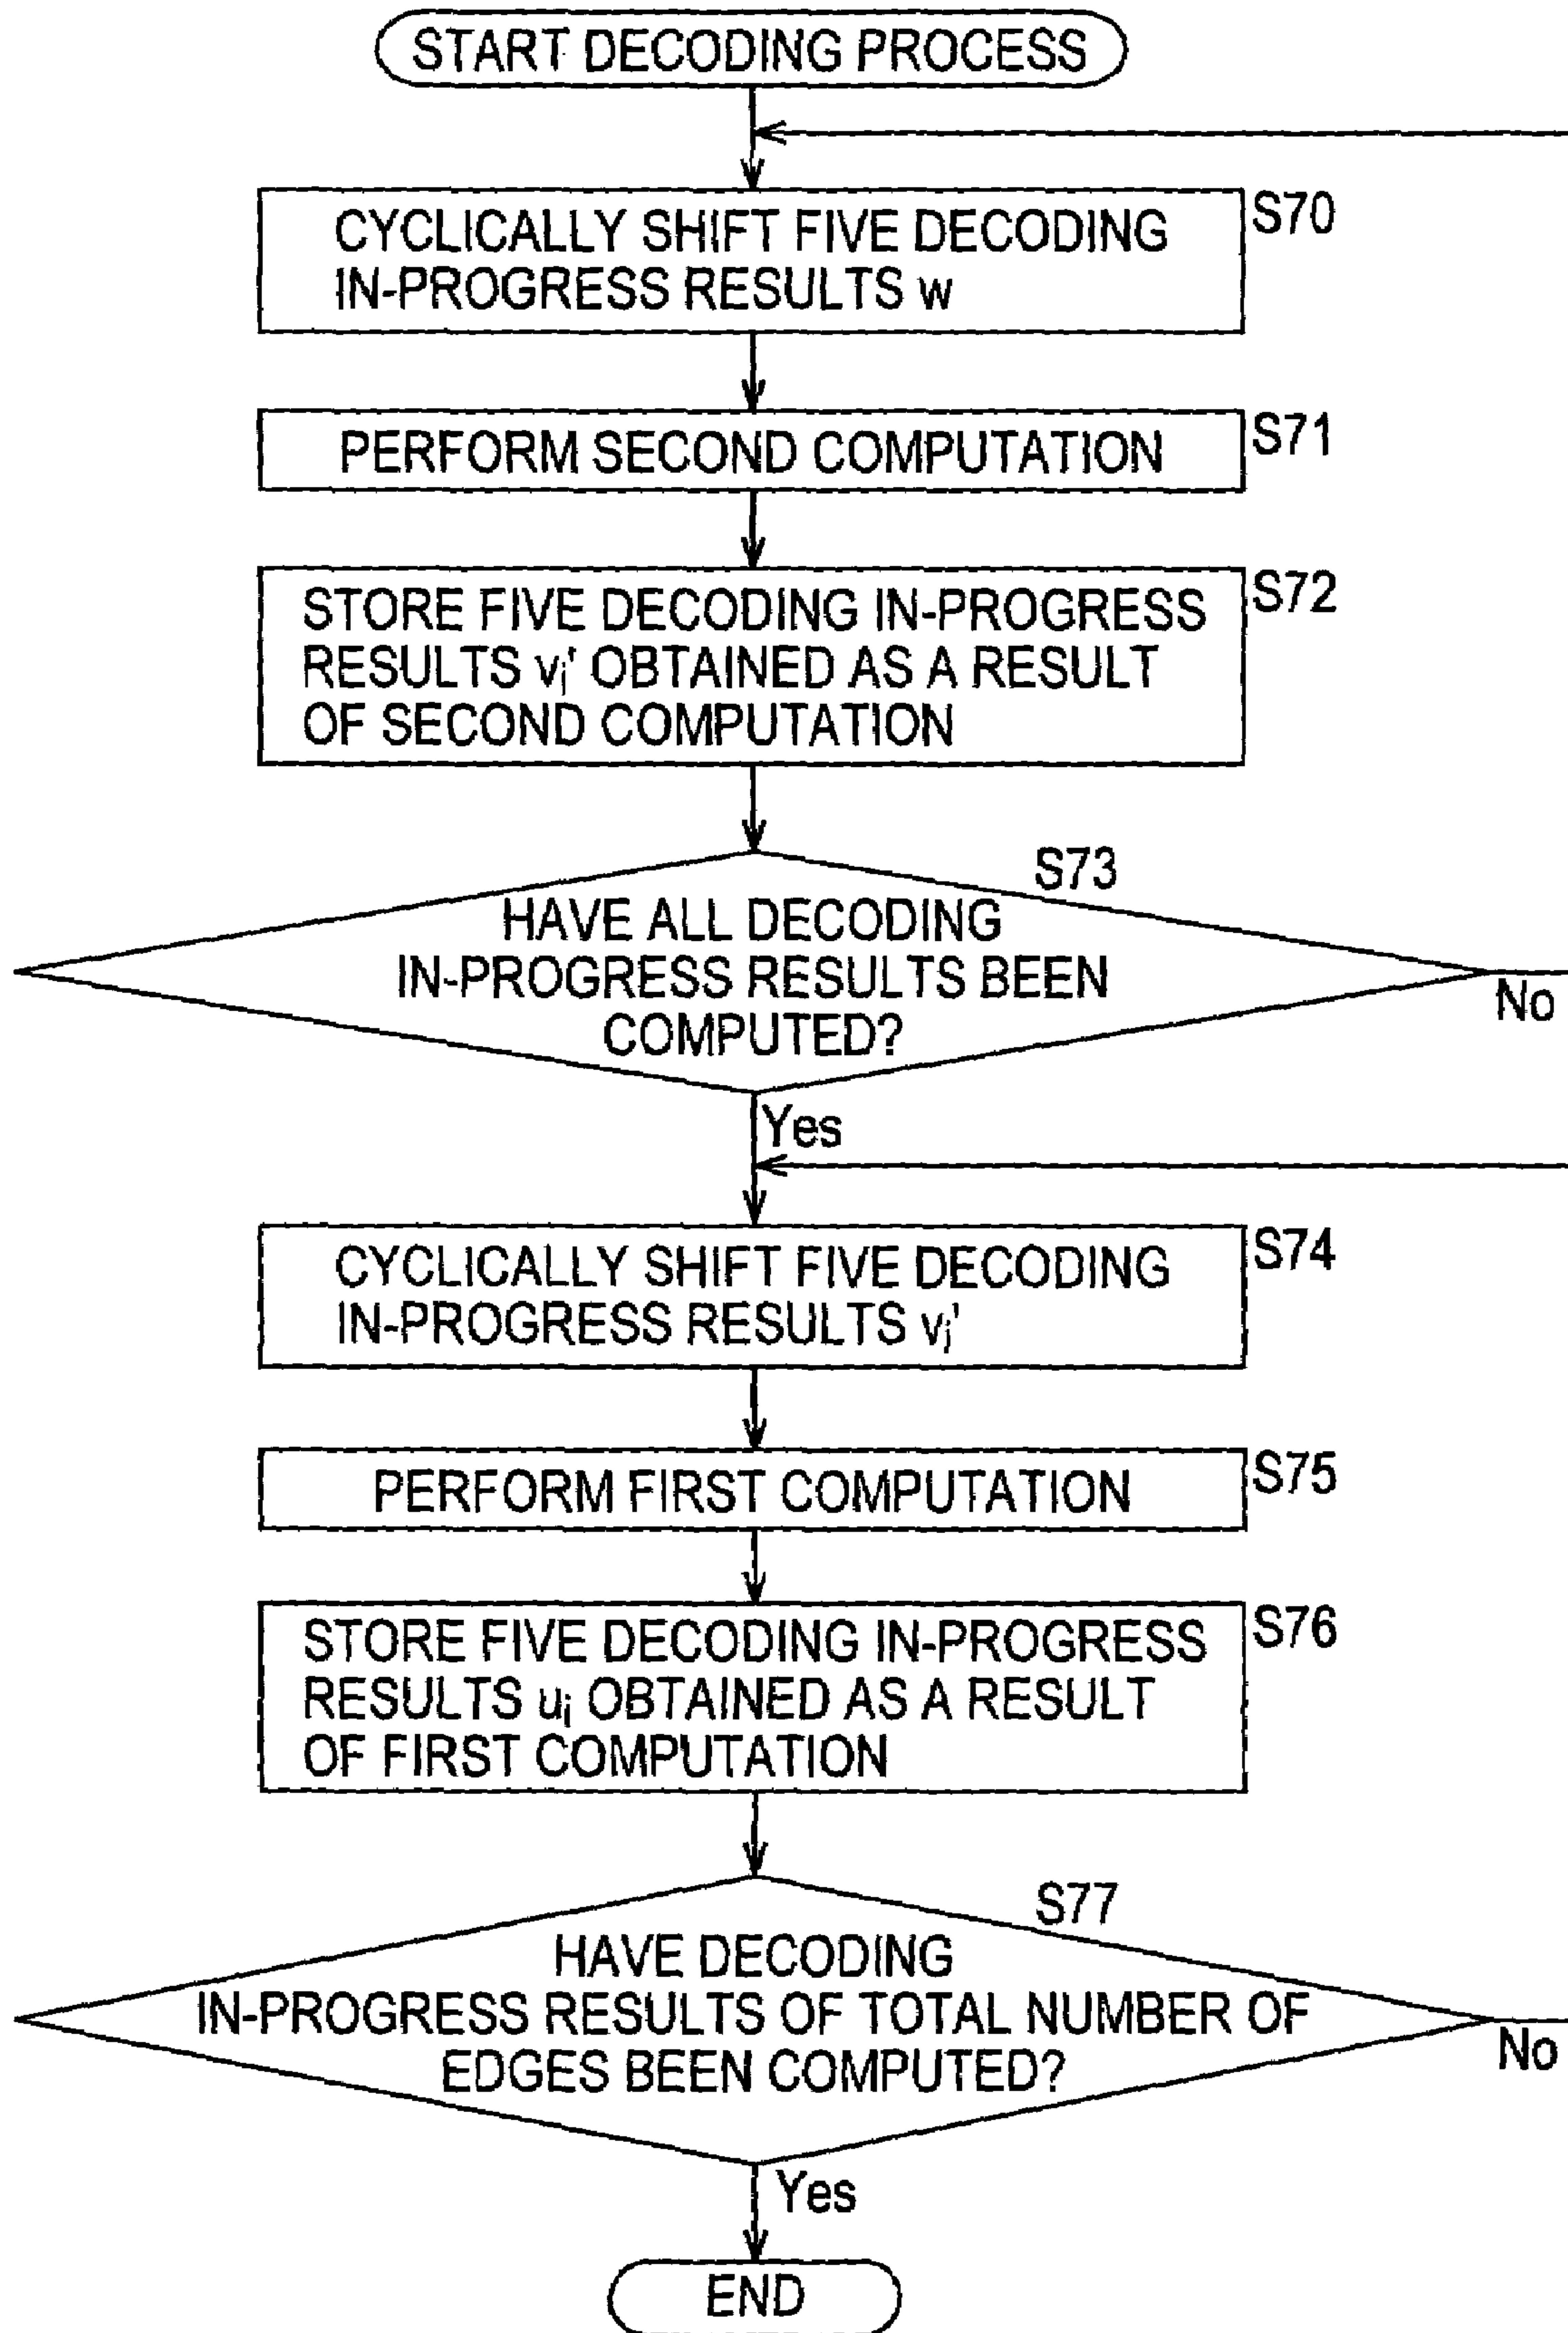 START DECODING PROCESS
CYCLICALLY SHIFT FIVE DECODING
IN-PROGRESS RESULTS w
S70
PERFORM SECOND COMPUTATION
S71
STORE FIVE DECODING IN-PROGRESS
RESULTS vj' OBTAINED AS A RESULT
OF SECOND COMPUTATION
S72
S73
HAVE ALL DECODING
IN-PROGRESS RESULTS BEEN
COMPUTED?
No
Yes
CYCLICALLY SHIFT FIVE DECODING
IN-PROGRESS RESULTS vj'
S74
PERFORM FIRST COMPUTATION
S75
STORE FIVE DECODING IN-PROGRESS
RESULTS uj OBTAINED AS A RESULT
OF FIRST COMPUTATION
S76
S77
HAVE DECODING
IN-PROGRESS RESULTS OF TOTAL NUMBER OF
EDGES BEEN COMPUTED?
No
Yes
END